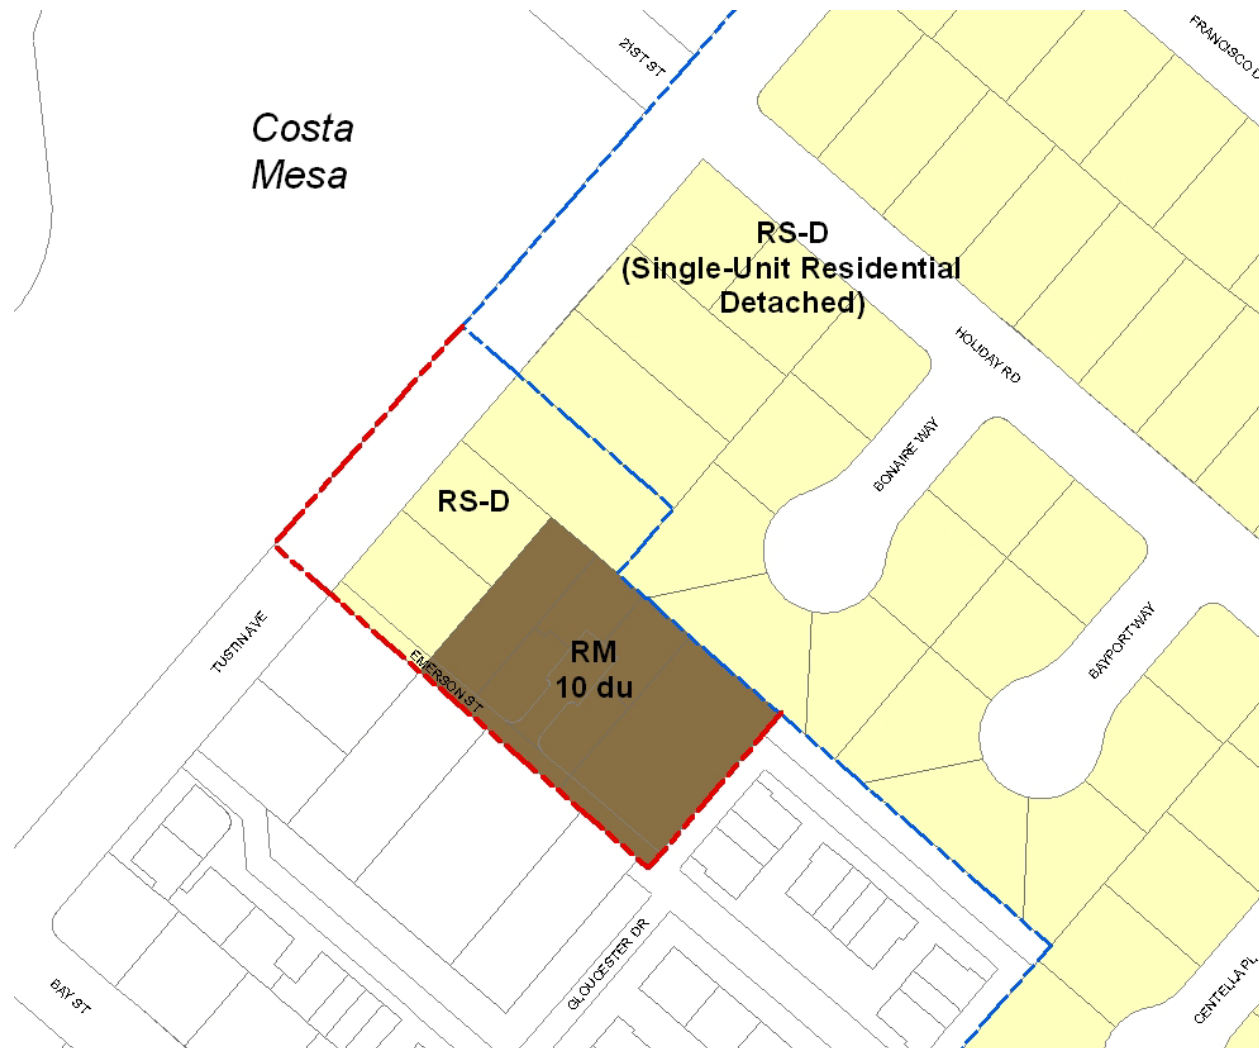 21ST ST
FRANCISCO D
Costa
Mesa
RS-D
(Single-Unit Residential
Detached)
HOLIDAY RD
BONAIRE WAY
RS-D
BAYPORT WAY
TUSTIN AVE
EMERSON ST
RM
10 du
GLOUCESTER DR
BAY ST
CENTELLA PL